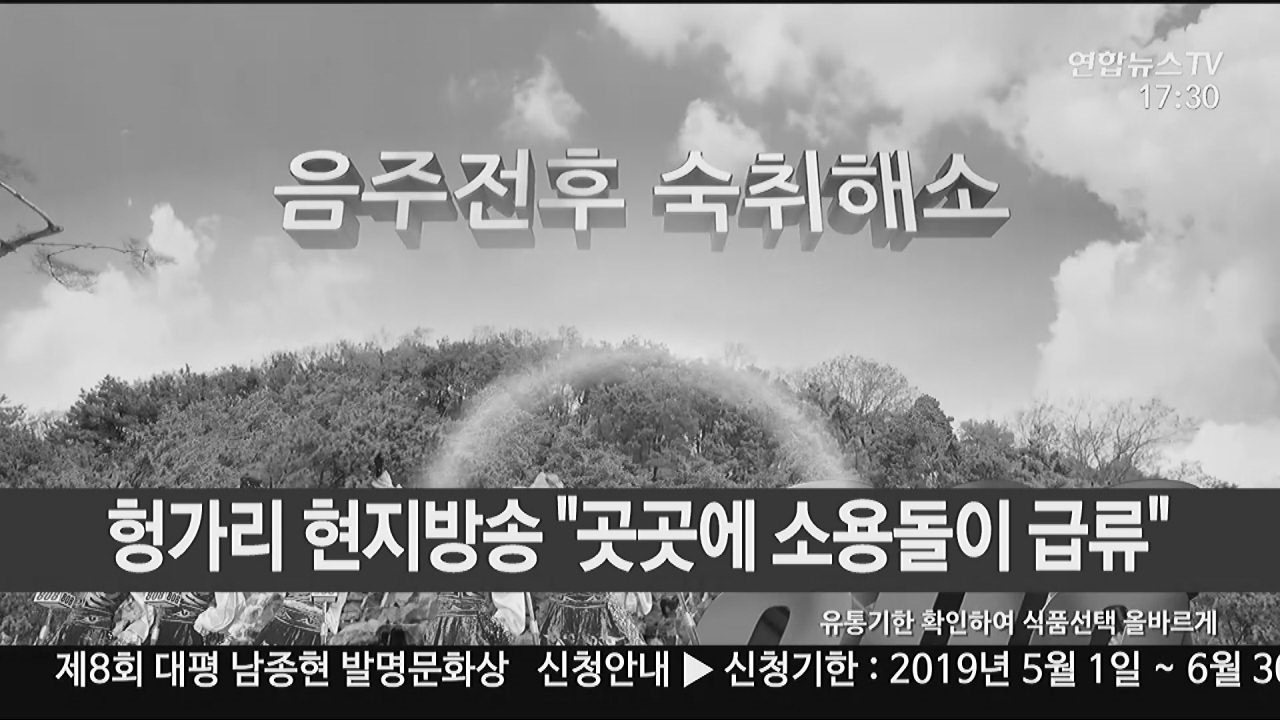 연합뉴스TV
17:30
음주전후 숙취해소
헝가리 현지방송 "곳곳에 소용돌이 급류"
유통기한 확인하여 식품선택 올바르게
제8회 대평 남종현 발명문화상 신청안내 ▶ 신청기한 : 2019년 5월 1일 ~ 6월